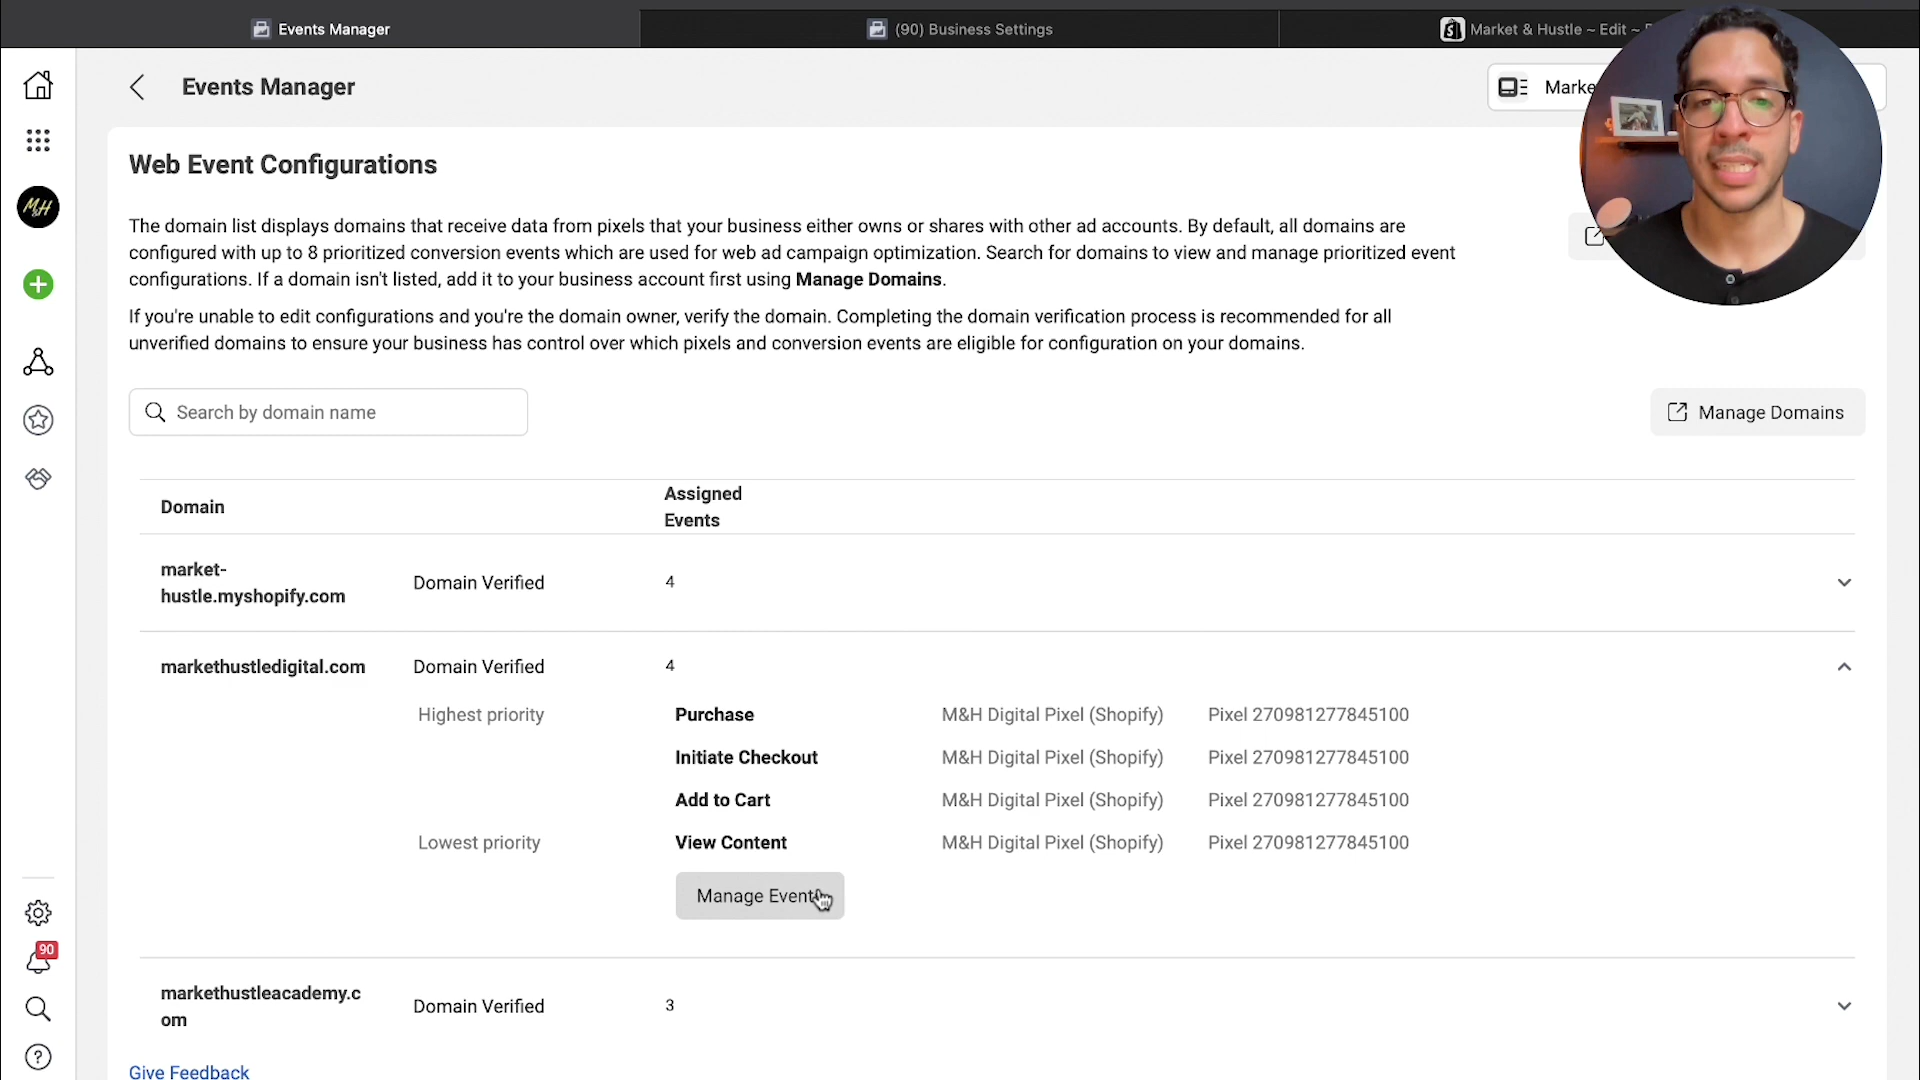 Events Manager
(90) Business Settings
Market & Hustle ~ Edit ~
Events Manager
Marke
Web Event Configurations
The domain list displays domains that receive data from pixels that your business either owns or shares with other ad accounts. By default, all domains are
configured with up to 8 prioritized conversion events which are used for web ad campaign optimization. Search for domains to view and manage prioritized event
configurations. If a domain isn't listed, add it to your business account first using Manage Domains.
If you're unable to edit configurations and you're the domain owner, verify the domain. Completing the domain verification process is recommended for all
unverified domains to ensure your business has control over which pixels and conversion events are eligible for configuration on your domains.
Search by domain name
Manage Domains
Domain
Assigned
Events
market-
hustle.myshopify.com
Domain Verified
4
markethustledigital.com
Domain Verified
4
Highest priority
Purchase
M&H Digital Pixel (Shopify)
Pixel 270981277845100
Initiate Checkout
M&H Digital Pixel (Shopify)
Pixel 270981277845100
Add to Cart
M&H Digital Pixel (Shopify)
Pixel 270981277845100
Lowest priority
View Content
M&H Digital Pixel (Shopify)
Pixel 270981277845100
Manage Event
markethustleacademy.c
om
Domain Verified
3
Give Feedback
M&H
90